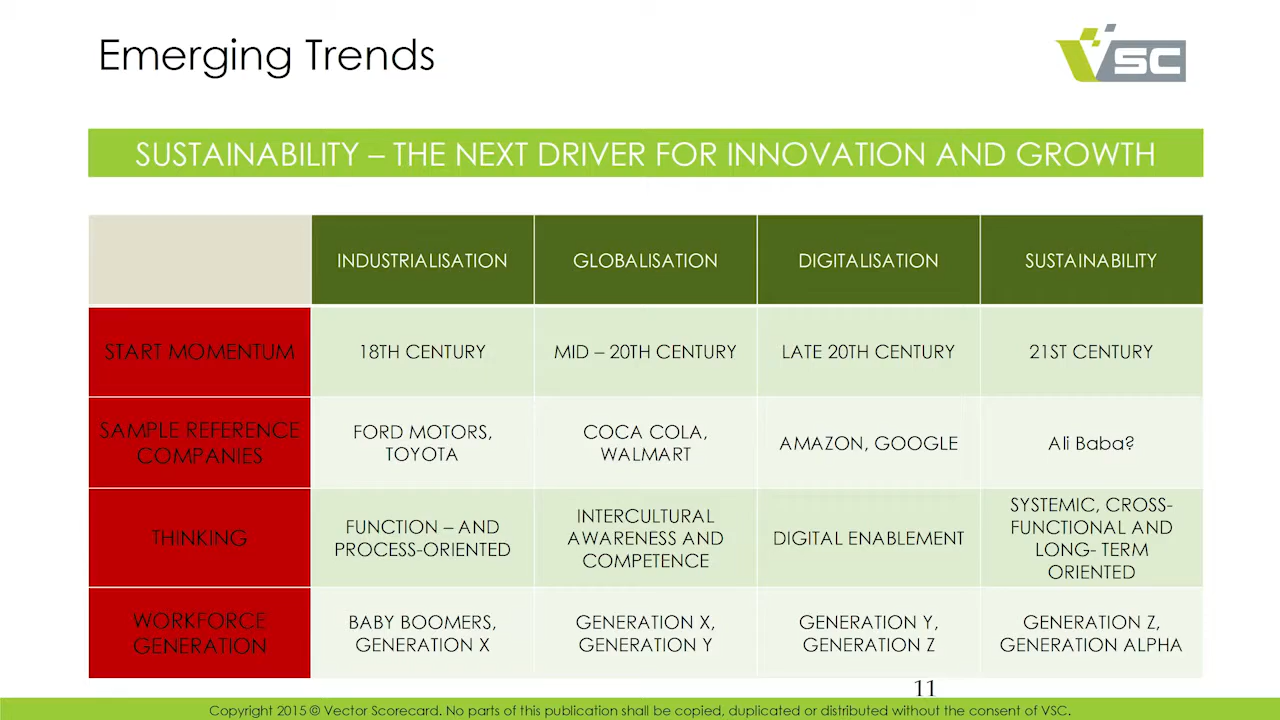 Emerging Trends
VSC
SUSTAINABILITY – THE NEXT DRIVER FOR INNOVATION AND GROWTH
INDUSTRIALISATION
GLOBALISATION
DIGITALISATION
SUSTAINABILITY
START MOMENTUM
18TH CENTURY
MID – 20TH CENTURY
LATE 20TH CENTURY
21ST CENTURY
SAMPLE REFERENCE
COMPANIES
FORD MOTORS,
TOYOTA
COCA COLA,
WALMART
AMAZON, GOOGLE
Ali Baba?
THINKING
FUNCTION – AND
PROCESS-ORIENTED
INTERCULTURAL
AWARENESS AND
COMPETENCE
DIGITAL ENABLEMENT
SYSTEMIC, CROSS-
FUNCTIONAL AND
LONG- TERM
ORIENTED
WORKFORCE
GENERATION
BABY BOOMERS,
GENERATION X
GENERATION X,
GENERATION Y
GENERATION Y,
GENERATION Z
GENERATION Z,
GENERATION ALPHA
11
Copyright 2015 © Vector Scorecard. No parts of this publication shall be copied, duplicated or distributed without the consent of VSC.